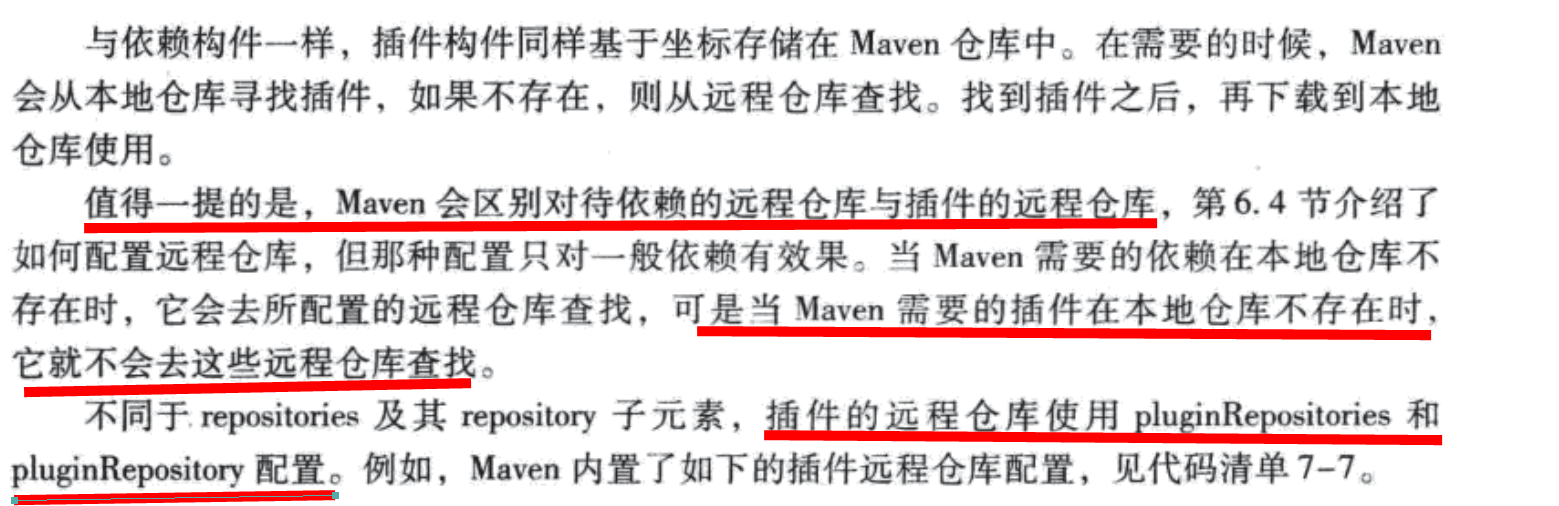 与依赖构件一样，插件构件同样基于坐标存储在 Maven 仓库中。在需要的时候，Maven
会从本地仓库寻找插件，如果不存在，则从远程仓库查找。找到插件之后，再下载到本地
仓库使用。
值得一提的是，Maven 会区别对待依赖的远程仓库与插件的远程仓库，第 6.4 节介绍了
如何配置远程仓库，但那种配置只对一般依赖有效果。当 Maven 需要的依赖在本地仓库不
存在时，它会去所配置的远程仓库查找，可是当 Maven 需要的插件在本地仓库不存在时，
它就不会去这些远程仓库查找。
不同于 repositories 及其 repository 子元素，插件的远程仓库使用 pluginRepositories 和
pluginRepository 配置。例如，Maven 内置了如下的插件远程仓库配置，见代码清单 7-7。